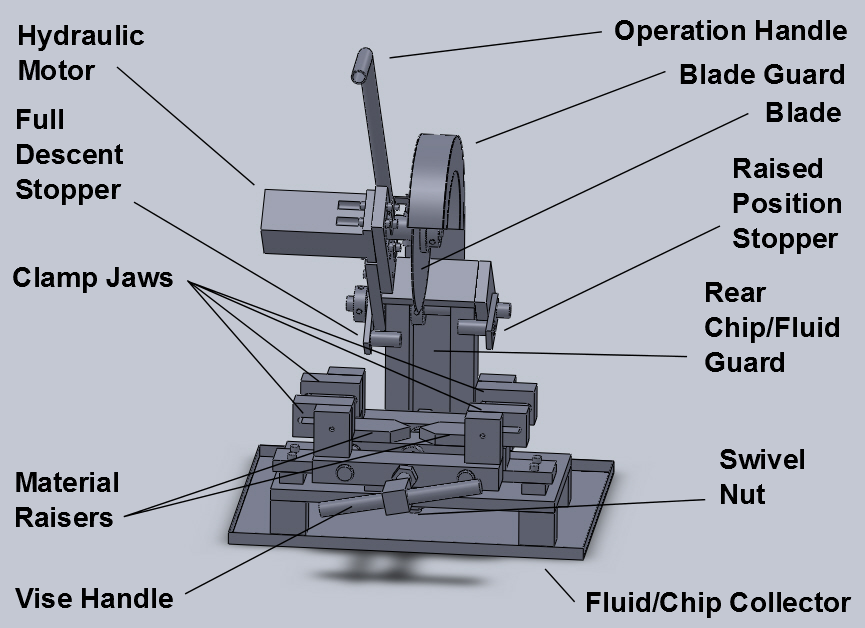 Hydraulic
Motor
Full
Descent
Stopper
Clamp Jaws
Material
Raisers
Vise Handle
Operation Handle
Blade Guard
Blade
Raised
Position
Stopper
Rear
Chip/Fluid
Guard
Swivel
Nut
Fluid/Chip Collector